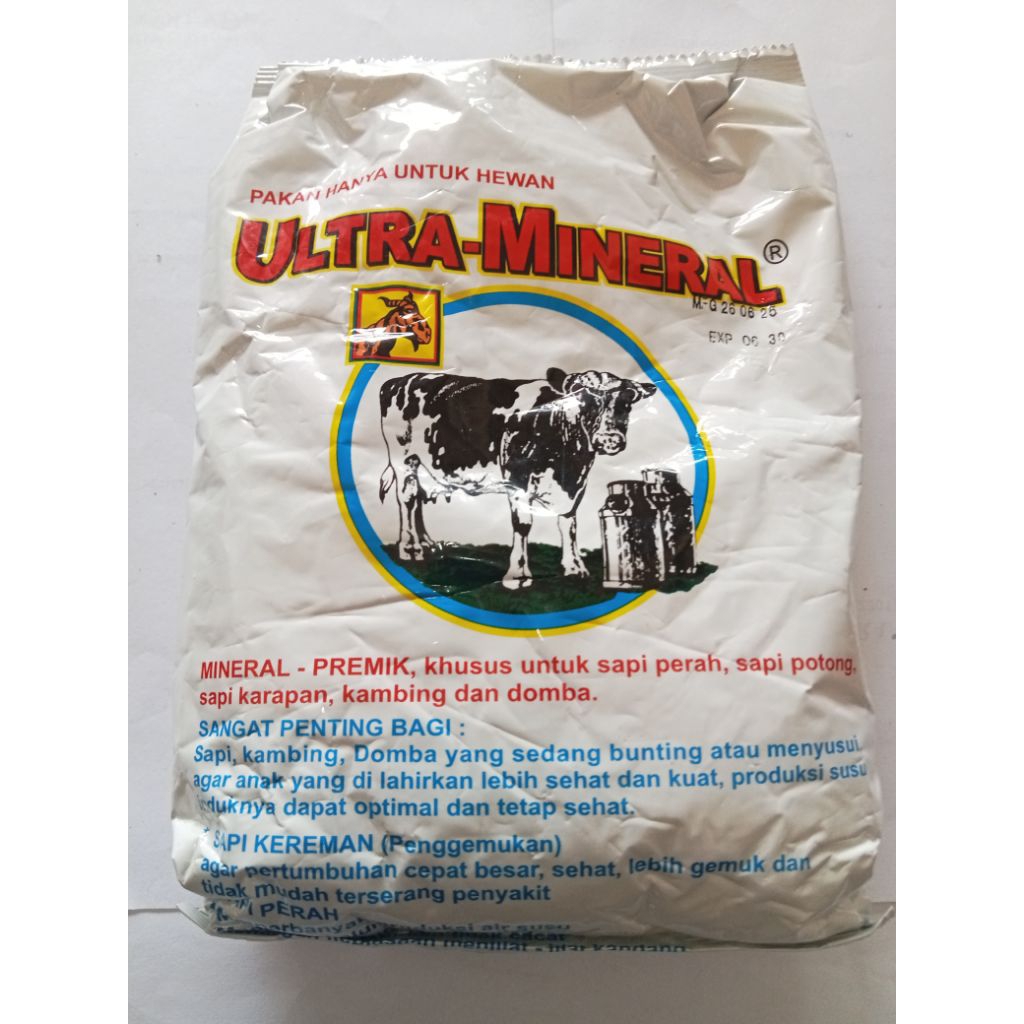 PAKAN HANYA UNTUK HEWAN
ULTRA-MINERAL ®
26 06 25
EXP 06 30
MINERAL - PREMIK, khusus untuk sapi perah, sapi potong,
sapi karapan, kambing dan domba.
SANGAT PENTING BAGI :
Sapi, kambing, Domba yang sedang bunting atau menyusui.
agar anak yang di lahirkan lebih sehat dan kuat, produksi susu
induknya dapat optimal dan tetap sehat.
* SAPI KEREMAN (Penggemukan)
agar pertumbuhan cepat besar, sehat, lebih gemuk dan
tidak mudah terserang penyakit
PERAH
air susu
kandang